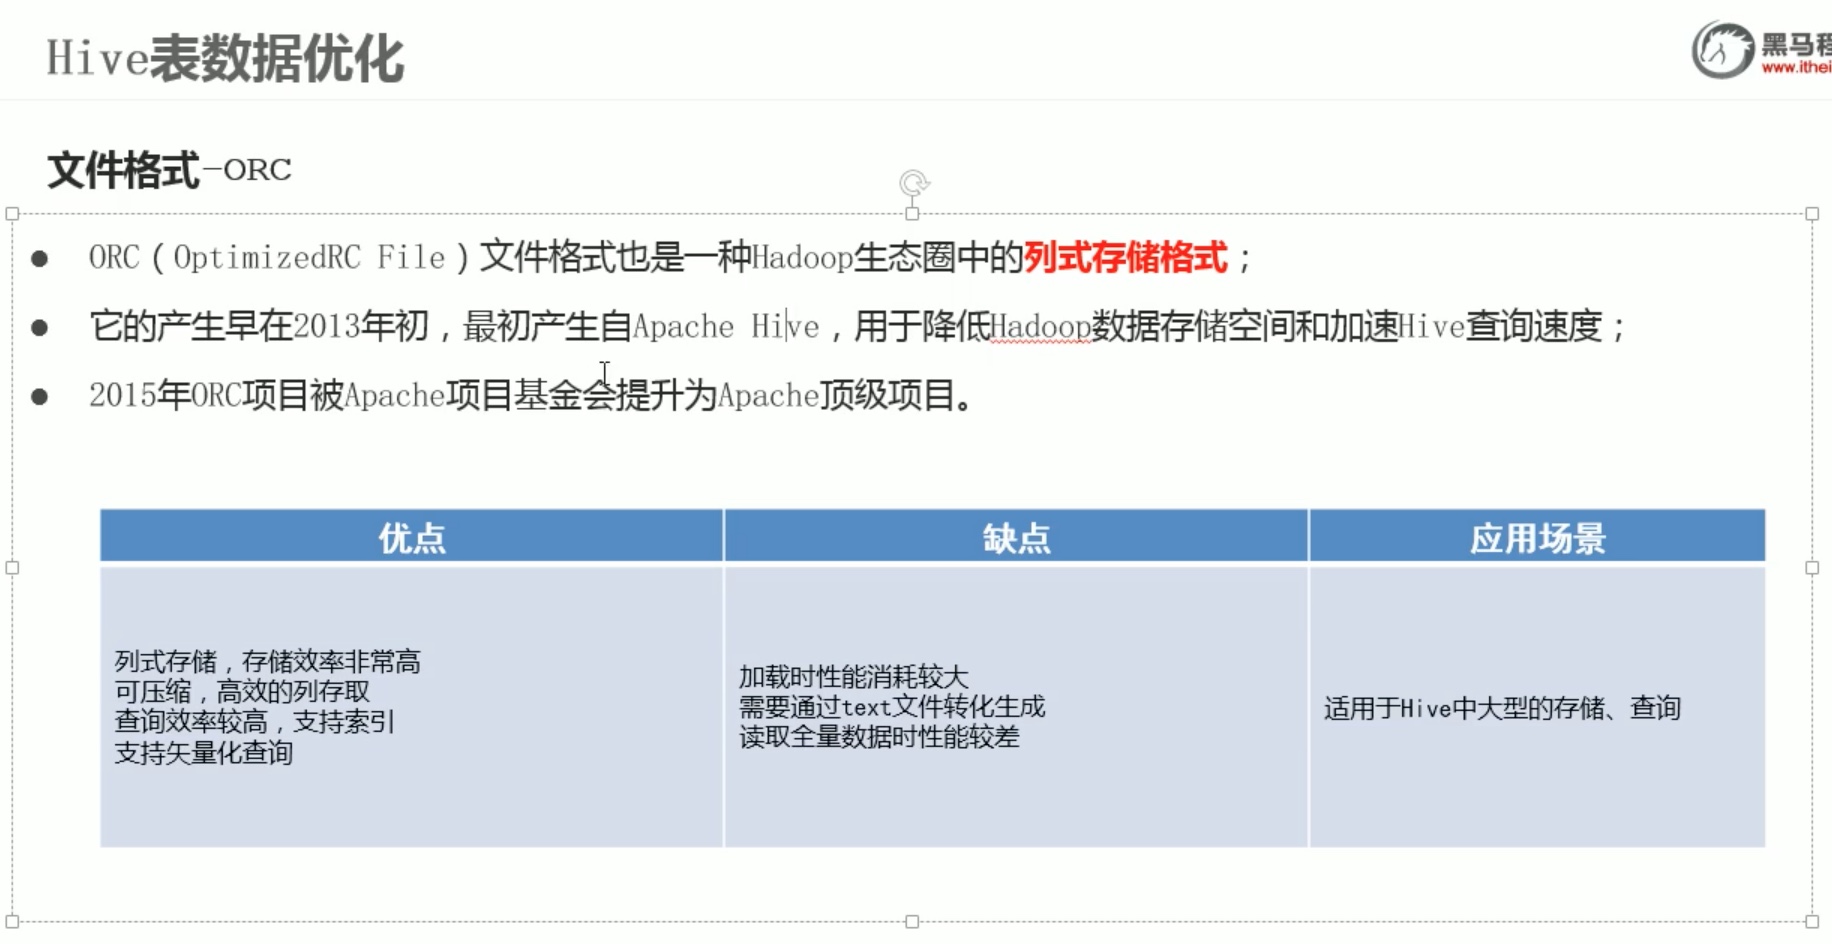 Hive表数据优化
黑马程
www.ithei
文件格式-ORC
● ORC（OptimizedRC File）文件格式也是一种Hadoop生态圈中的列式存储格式；
● 它的产生早在2013年初，最初产生自Apache Hive，用于降低Hadoop数据存储空间和加速Hive查询速度；
● 2015年ORC项目被Apache项目基金会提升为Apache顶级项目。
优点
缺点
应用场景
列式存储，存储效率非常高
可压缩，高效的列存取
查询效率较高，支持索引
支持矢量化查询
加载时性能消耗较大
需要通过text文件转化生成
读取全量数据时性能较差
适用于Hive中大型的存储、查询